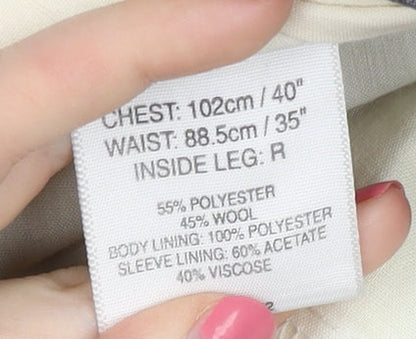 CHEST: 102cm / 40"
WAIST: 88.5cm / 35"
INSIDE LEG: R
55% POLYESTER
45% WOOL
BODY LINING: 100% POLYESTER
SLEEVE LINING: 60% ACETATE
40% VISCOSE